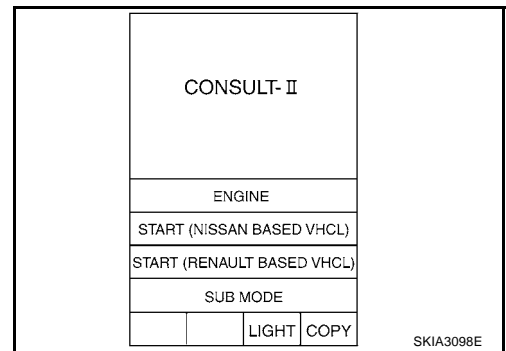 CONSULT-II
ENGINE
START (NISSAN BASED VHCL)
START (RENAULT BASED VHCL)
SUB MODE
LIGHT COPY
SKIA3098E